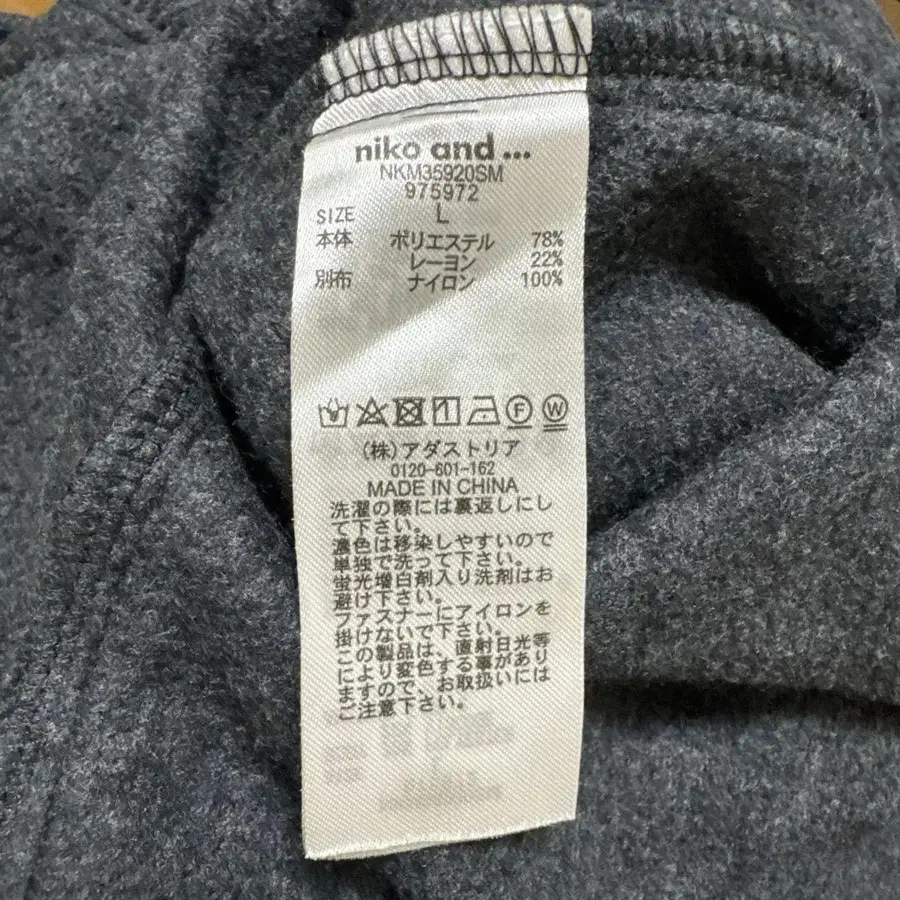 niko and ...
NKM35920SM
975972
SIZE L
本体 ポリエステル 78%
レーヨン 22%
別布 ナイロン 100%
F W
(株)アダストリア
0120-601-162
MADE IN CHINA
洗濯の際には裏返しにし
て下さい。
濃色は移染しやすいので
単独で洗って下さい。
蛍光増白剤入り洗剤はお
避け下さい。
ファスナーにアイロンを
掛けないで下さい。
この製品は、直射日光等
により変色する事があり
ますので、お取扱いには
ご注意下さい。